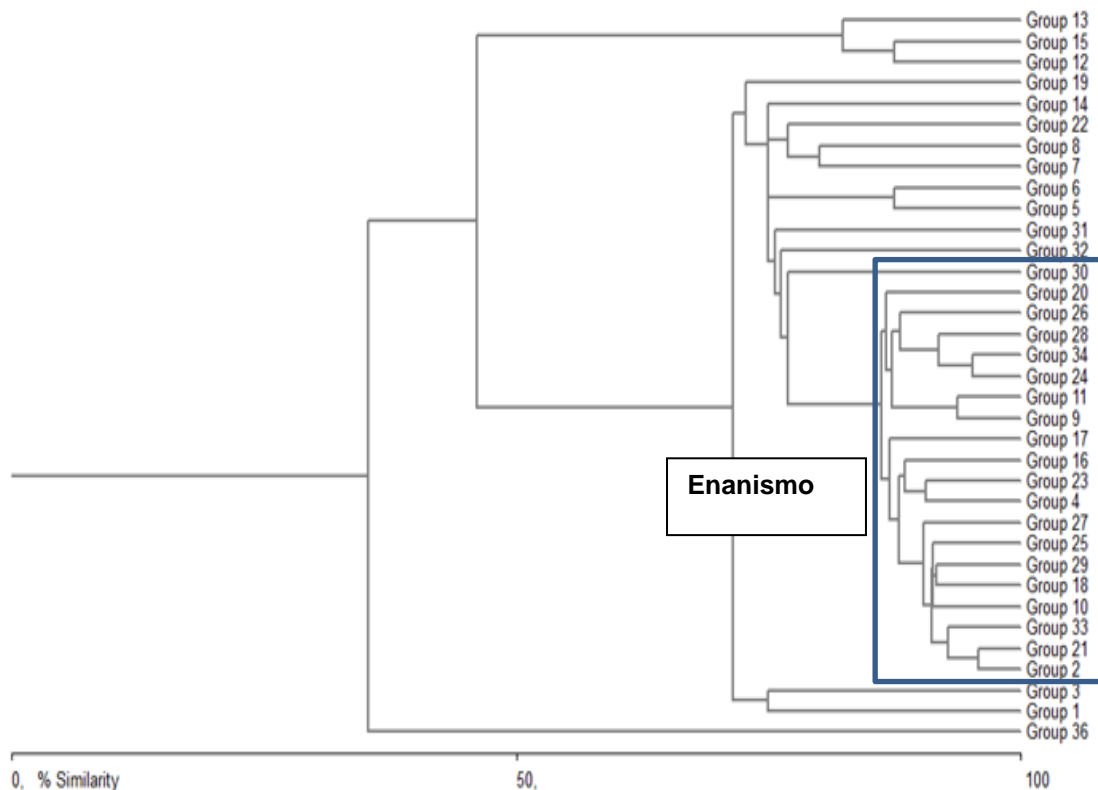 Group 13
Group 15
Group 12
Group 19
Group 14
Group 22
Group 8
Group 7
Group 6
Group 5
Group 31
Group 32
Group 30
Group 20
Group 26
Group 28
Group 34
Group 24
Group 11
Group 9
Group 17
Group 16
Group 23
Group 4
Group 27
Group 25
Group 29
Group 18
Group 10
Group 33
Group 21
Group 2
Group 3
Group 1
Group 36
Enanismo
0, % Similarity 50, 100